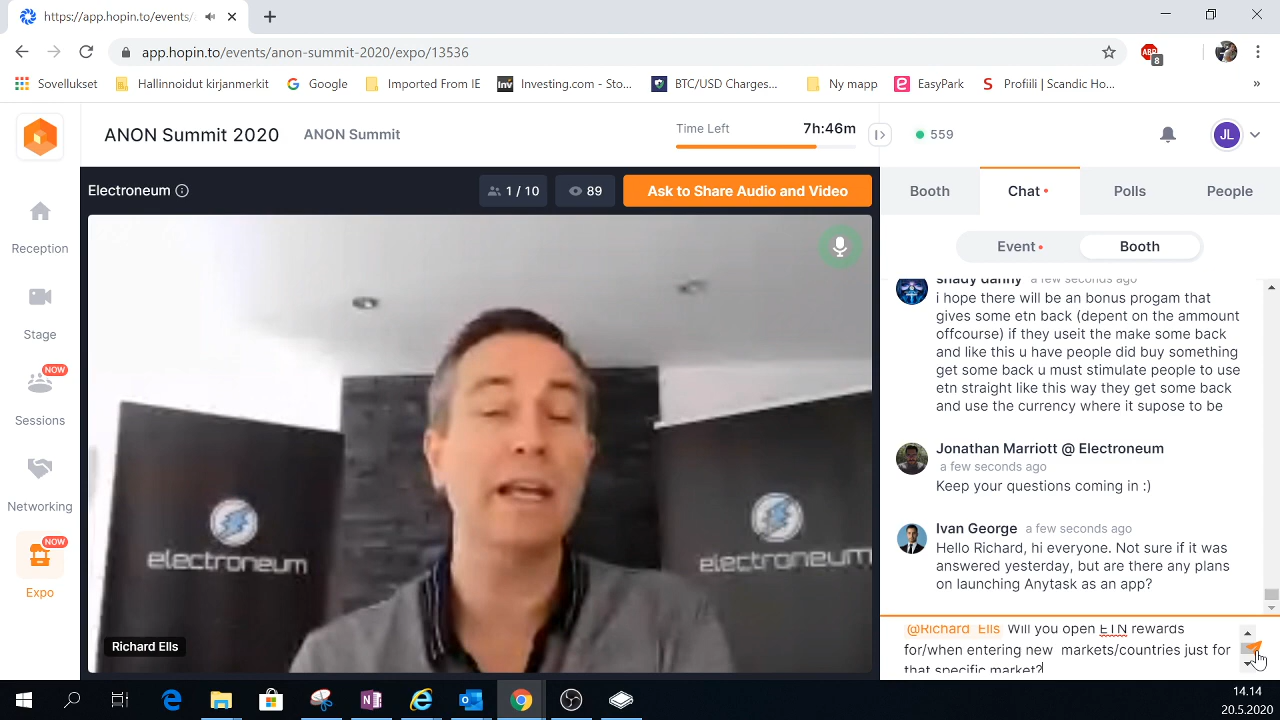 https://app.hopin.to/events/
app.hopin.to/events/anon-summit-2020/expo/13536
ABP
8
Sovellukset
Hallinnoidut kirjanmerkit
Google
Imported From IE
Inv
Investing.com - Sto...
BTC/USD Charges...
Ny mapp
EasyPark
S
Profiili | Scandic Ho...
»
ANON Summit 2020
ANON Summit
Time Left
7h:46m
559
JL
Electroneum
1 / 10
89
Ask to Share Audio and Video
Booth
Chat
Polls
People
Event
Booth
Reception
Stage
NOW
Sessions
Networking
NOW
Expo
electroneum
electroneum
Richard Ells
shady danny a few seconds ago
i hope there will be an bonus progam that
gives some etn back (depent on the ammount
offcourse) if they useit the make some back
and like this u have people did buy something
get some back u must stimulate people to use
etn straight like this way they get some back
and use the currency where it supose to be
Jonathan Marriott @ Electroneum
a few seconds ago
Keep your questions coming in :)
Ivan George a few seconds ago
Hello Richard, hi everyone. Not sure if it was
answered yesterday, but are there any plans
on launching Anytask as an app?
@Richard Ells Will you open ETN rewards
for/when entering new markets/countries just for
that specific market?
14.14
20.5.2020